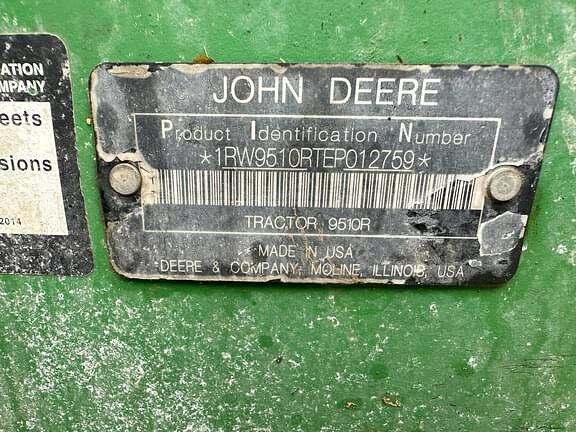 ATION
OMPANY
eets
sions
2014
JOHN DEERE
Product Identification Number
*1RW9510RTEP012759*
TRACTOR 9510R
MADE IN USA
DEERE & COMPANY, MOLINE, ILLINOIS, USA